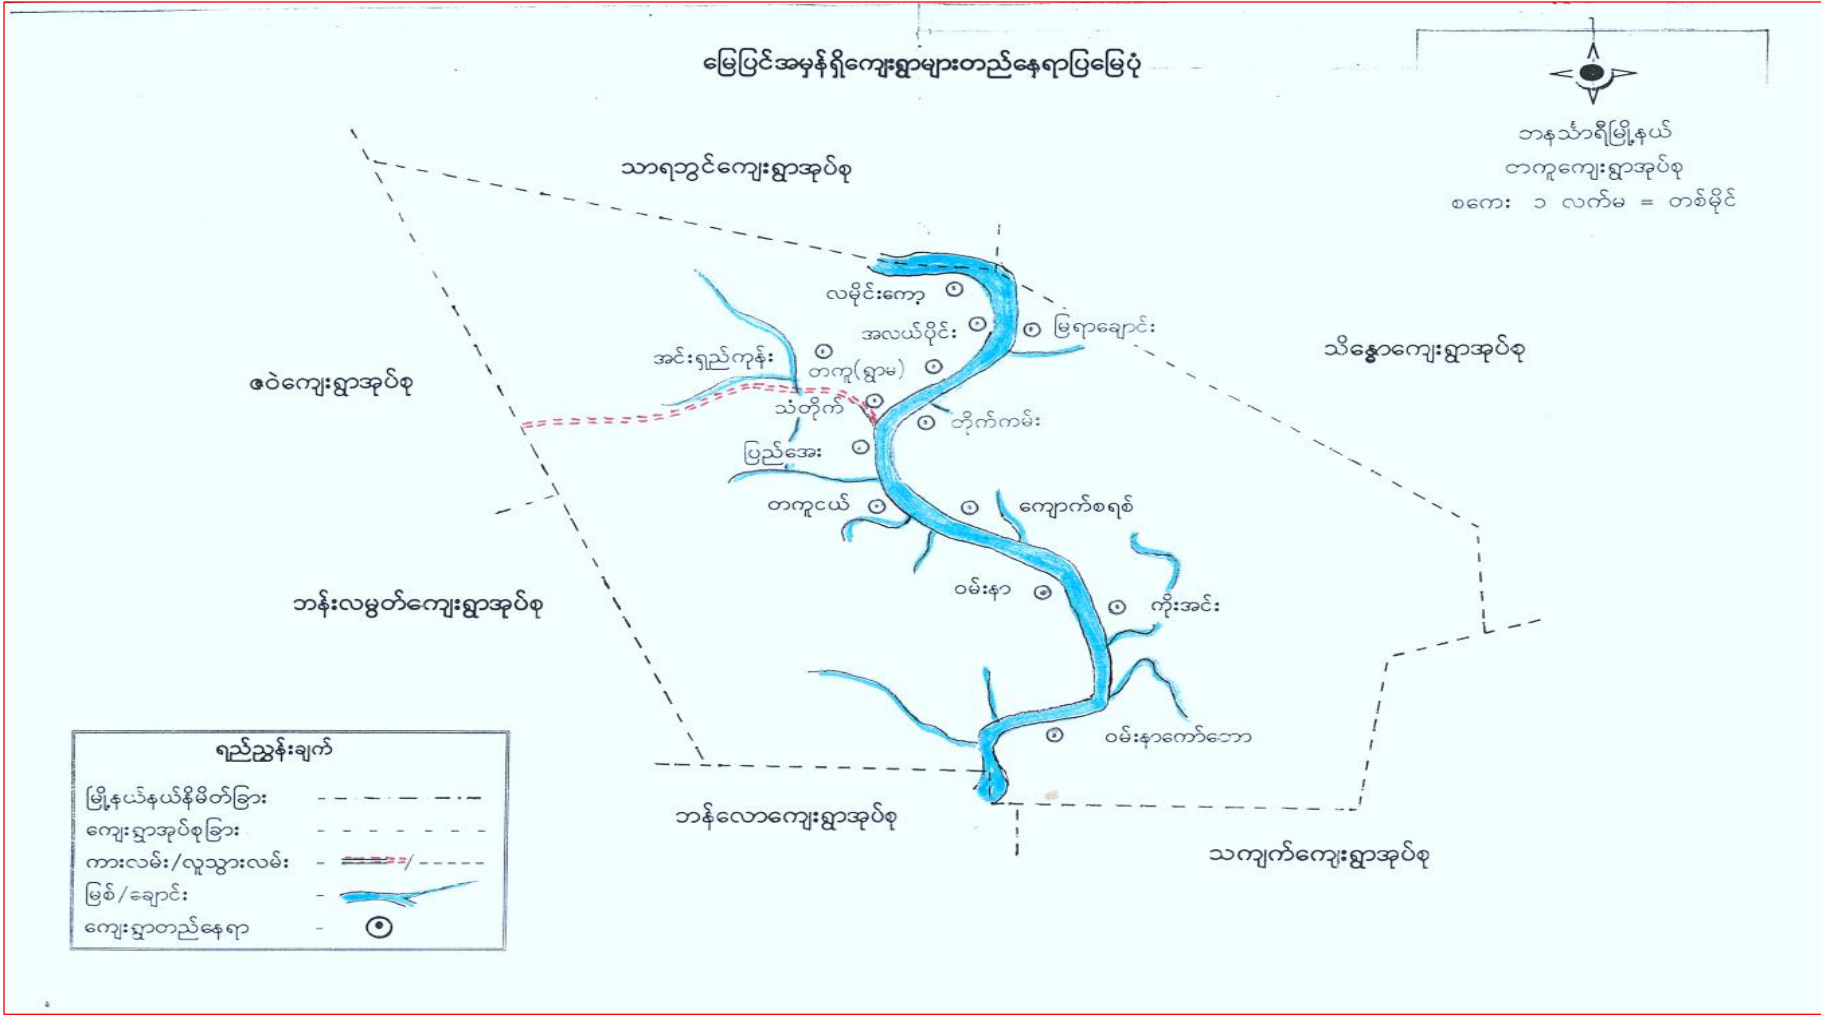 မြေပြင်အမှန်ရှိကျေးရွာများတည်နေရာပြမြေပုံ
ဘနင်္သာရီမြို့နယ်
တကူကျေးရွာအုပ်စု
စကေး ၁ လက်မ = တစ်မိုင်
သာရဘွင်ကျေးရွာအုပ်စု
လမိုင်းကော့
အလယ်ပိုင်း
မြရာချောင်း
သိန္ဓောကျေးရွာအုပ်စု
အင်းရှည်ကုန်း
တကူ(ရွာမ)
ဇဝဲကျေးရွာအုပ်စု
သံတိုက်
တိုက်ကမ်း
ပြည်အေး
တကူငယ်
ကျောက်စရစ်
ဝမ်းနာ
ကိုးအင်း
ဘန်းလမွတ်ကျေးရွာအုပ်စု
ဝမ်းနာကော်ဘော
ဘန်လောကျေးရွာအုပ်စု
သကျက်ကျေးရွာအုပ်စု
ရည်ညွှန်းချက်
မြို့နယ်နယ်နိမိတ်ခြား
ကျေးရွာအုပ်စုခြား
ကားလမ်း/လူသွားလမ်း
မြစ်/ချောင်း
ကျေးရွာတည်နေရာ